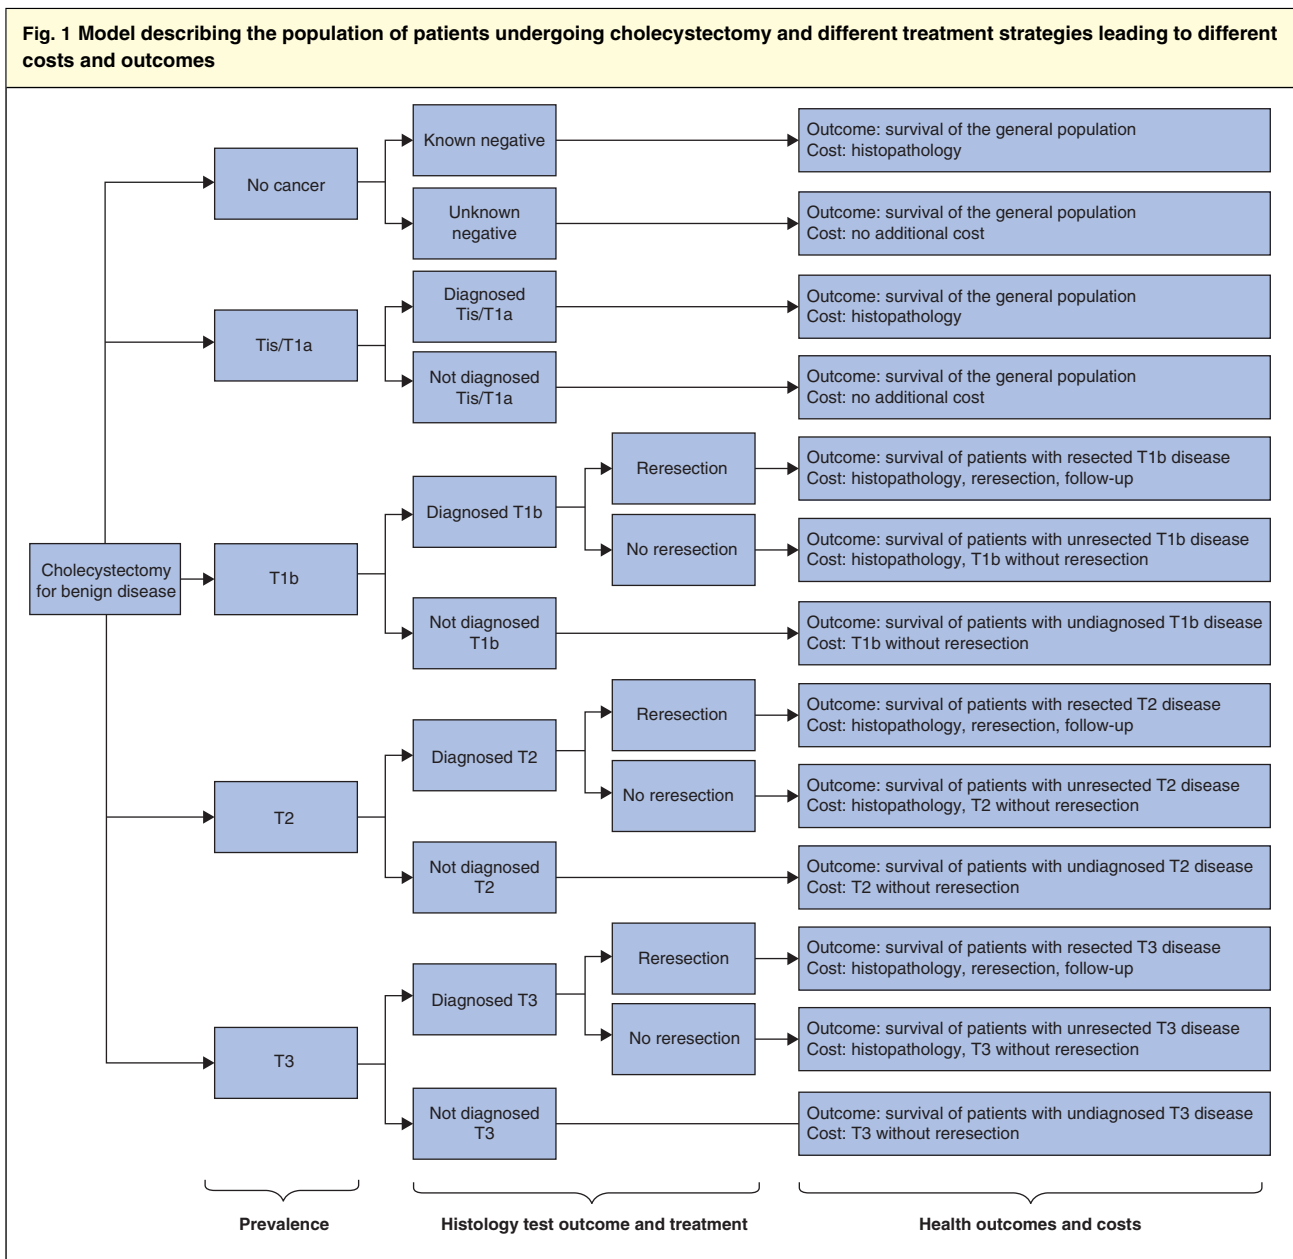 Fig. 1 Model describing the population of patients undergoing cholecystectomy and different treatment strategies leading to different
costs and outcomes
Cholecystectomy
for benign disease
No cancer
Known negative
Outcome: survival of the general population
Cost: histopathology
Unknown
negative
Outcome: survival of the general population
Cost: no additional cost
Tis/T1a
Diagnosed
Tis/T1a
Outcome: survival of the general population
Cost: histopathology
Not diagnosed
Tis/T1a
Outcome: survival of the general population
Cost: no additional cost
T1b
Diagnosed T1b
Reresection
Outcome: survival of patients with resected T1b disease
Cost: histopathology, reresection, follow-up
No reresection
Outcome: survival of patients with unresected T1b disease
Cost: histopathology, T1b without reresection
Not diagnosed
T1b
Outcome: survival of patients with undiagnosed T1b disease
Cost: T1b without reresection
T2
Diagnosed T2
Reresection
Outcome: survival of patients with resected T2 disease
Cost: histopathology, reresection, follow-up
No reresection
Outcome: survival of patients with unresected T2 disease
Cost: histopathology, T2 without reresection
Not diagnosed
T2
Outcome: survival of patients with undiagnosed T2 disease
Cost: T2 without reresection
T3
Diagnosed T3
Reresection
Outcome: survival of patients with resected T3 disease
Cost: histopathology, reresection, follow-up
No reresection
Outcome: survival of patients with unresected T3 disease
Cost: histopathology, T3 without reresection
Not diagnosed
T3
Outcome: survival of patients with undiagnosed T3 disease
Cost: T3 without reresection
Prevalence
Histology test outcome and treatment
Health outcomes and costs